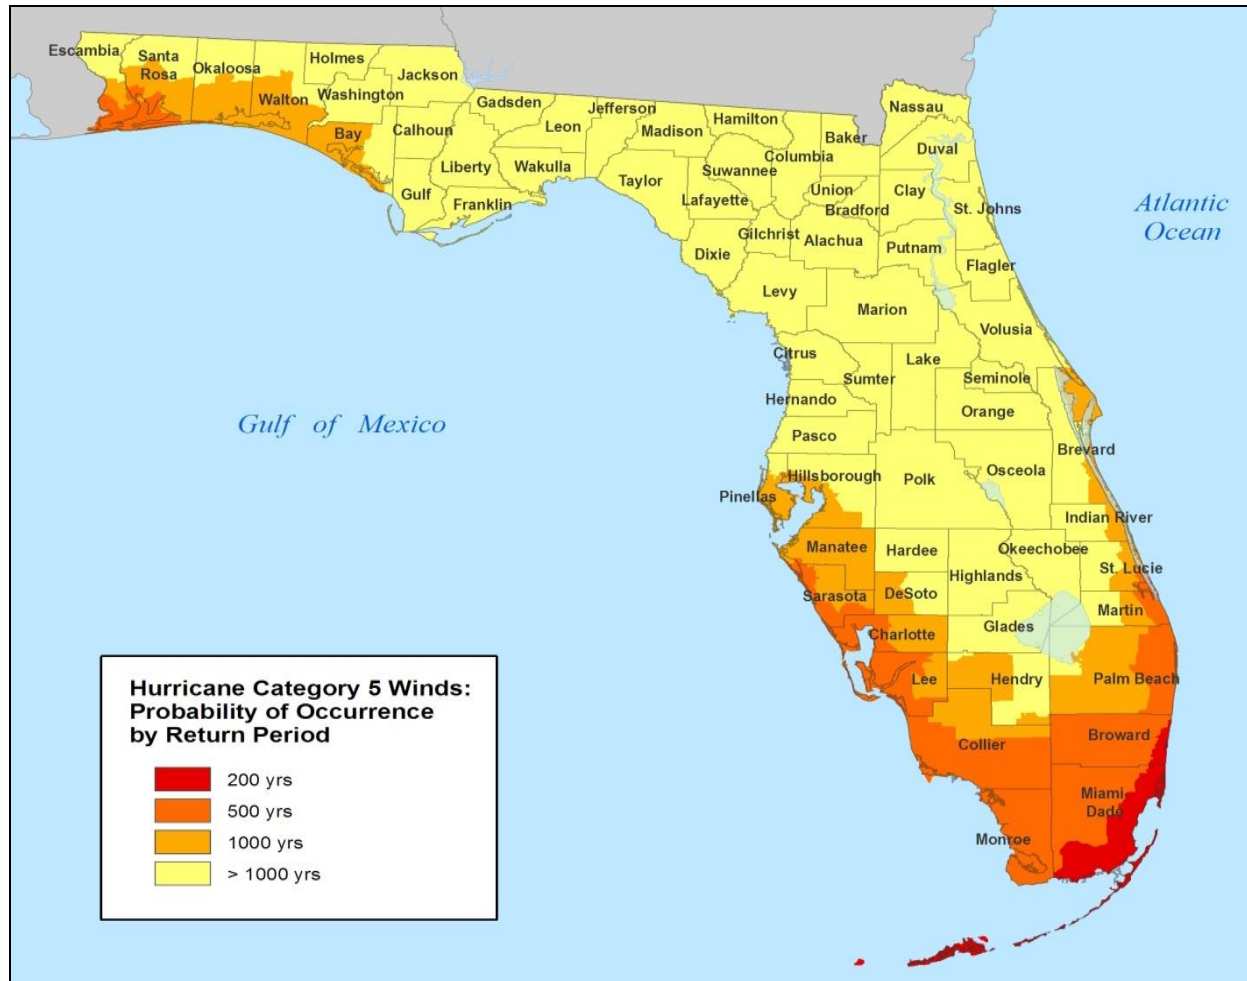 Escambia
Santa
Rosa
Okaloosa
Holmes
Jackson
Walton
Washington
Bay
Calhoun
Gulf
Gadsden
Liberty
Franklin
Leon
Wakulla
Jefferson
Madison
Taylor
Hamilton
Suwannee
Lafayette
Dixie
Columbia
Gilchrist
Baker
Union
Bradford
Alachua
Nassau
Duval
Clay
St. Johns
Putnam
Flagler
Levy
Marion
Volusia
Citrus
Sumter
Lake
Seminole
Hernando
Orange
Pasco
Brevard
Osceola
Polk
Hillsborough
Pinellas
Indian River
Manatee
Hardee
Okeechobee
Highlands
St. Lucie
Sarasota
DeSoto
Martin
Charlotte
Glades
Lee
Hendry
Palm Beach
Collier
Broward
Miami
Dade
Monroe
Atlantic
Ocean
Gulf of Mexico
Hurricane Category 5 Winds:
Probability of Occurrence
by Return Period
200 yrs
500 yrs
1000 yrs
> 1000 yrs